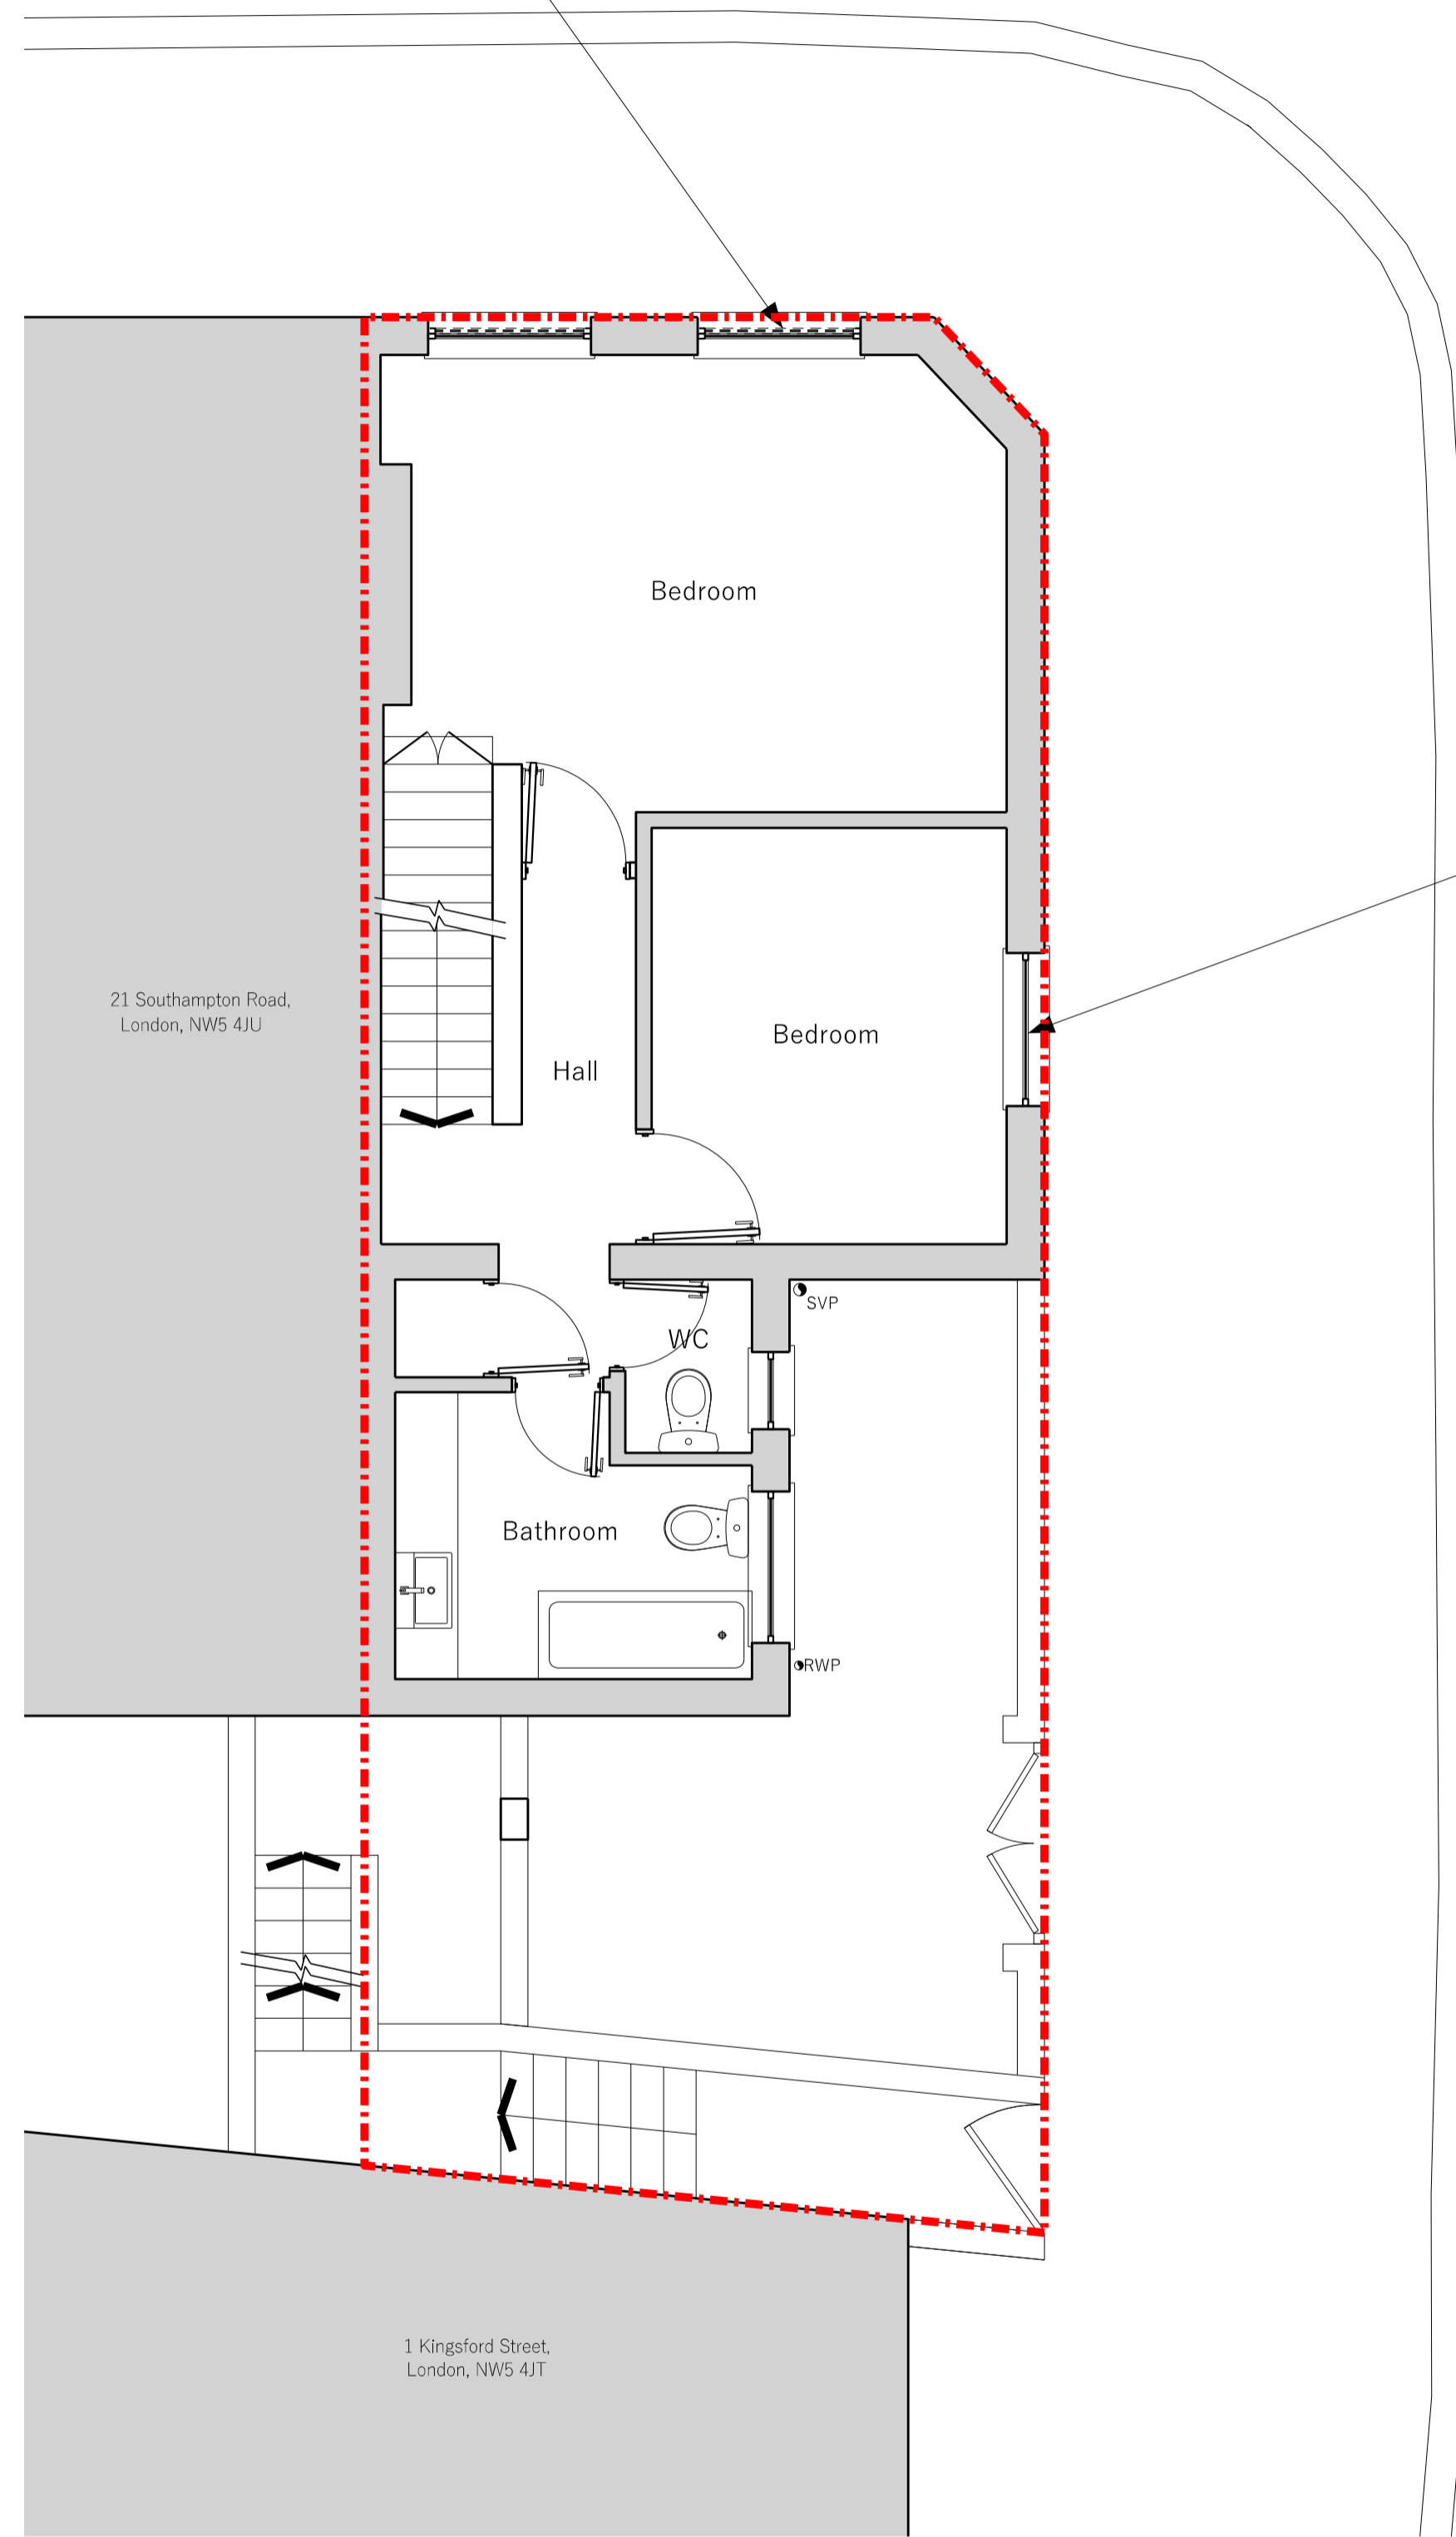 Bedroom
21 Southampton Road,
London, NW5 4JU
Bedroom
Hall
SVP
WC
Bathroom
RWP
1 Kingsford Street,
London, NW5 4JT